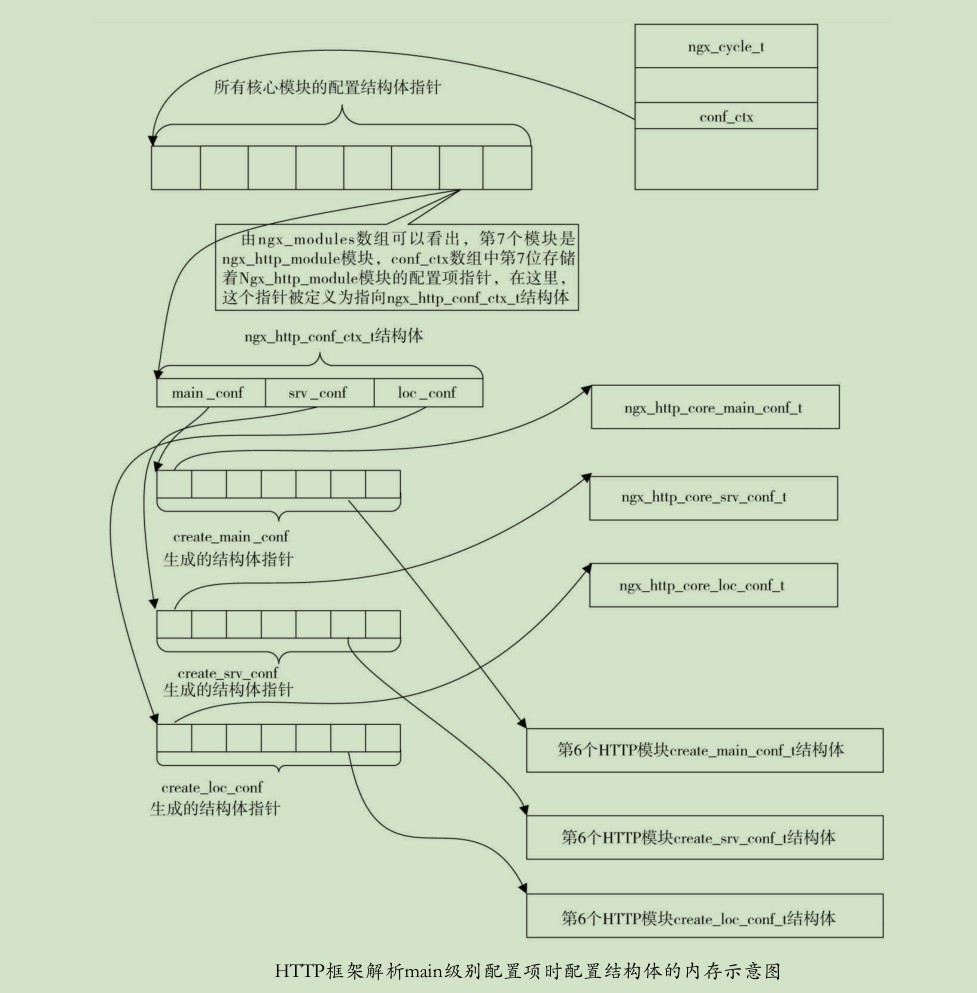 ngx_cycle_t
所有核心模块的配置结构体指针
conf_ctx
由ngx_modules数组可以看出，第7个模块是
ngx_http_module模块，conf_ctx数组中第7位存储
着Ngx_http_module模块的配置项指针，在这里，
这个指针被定义为指向ngx_http_conf_ctx_t结构体
ngx_http_conf_ctx_t结构体
main_conf
srv_conf
loc_conf
ngx_http_core_main_conf_t
ngx_http_core_srv_conf_t
create_main_conf
生成的结构体指针
ngx_http_core_loc_conf_t
create_srv_conf
生成的结构体指针
第6个HTTP模块create_main_conf_t结构体
create_loc_conf
生成的结构体指针
第6个HTTP模块create_srv_conf_t结构体
第6个HTTP模块create_loc_conf_t结构体
HTTP框架解析main级别配置项时配置结构体的内存示意图